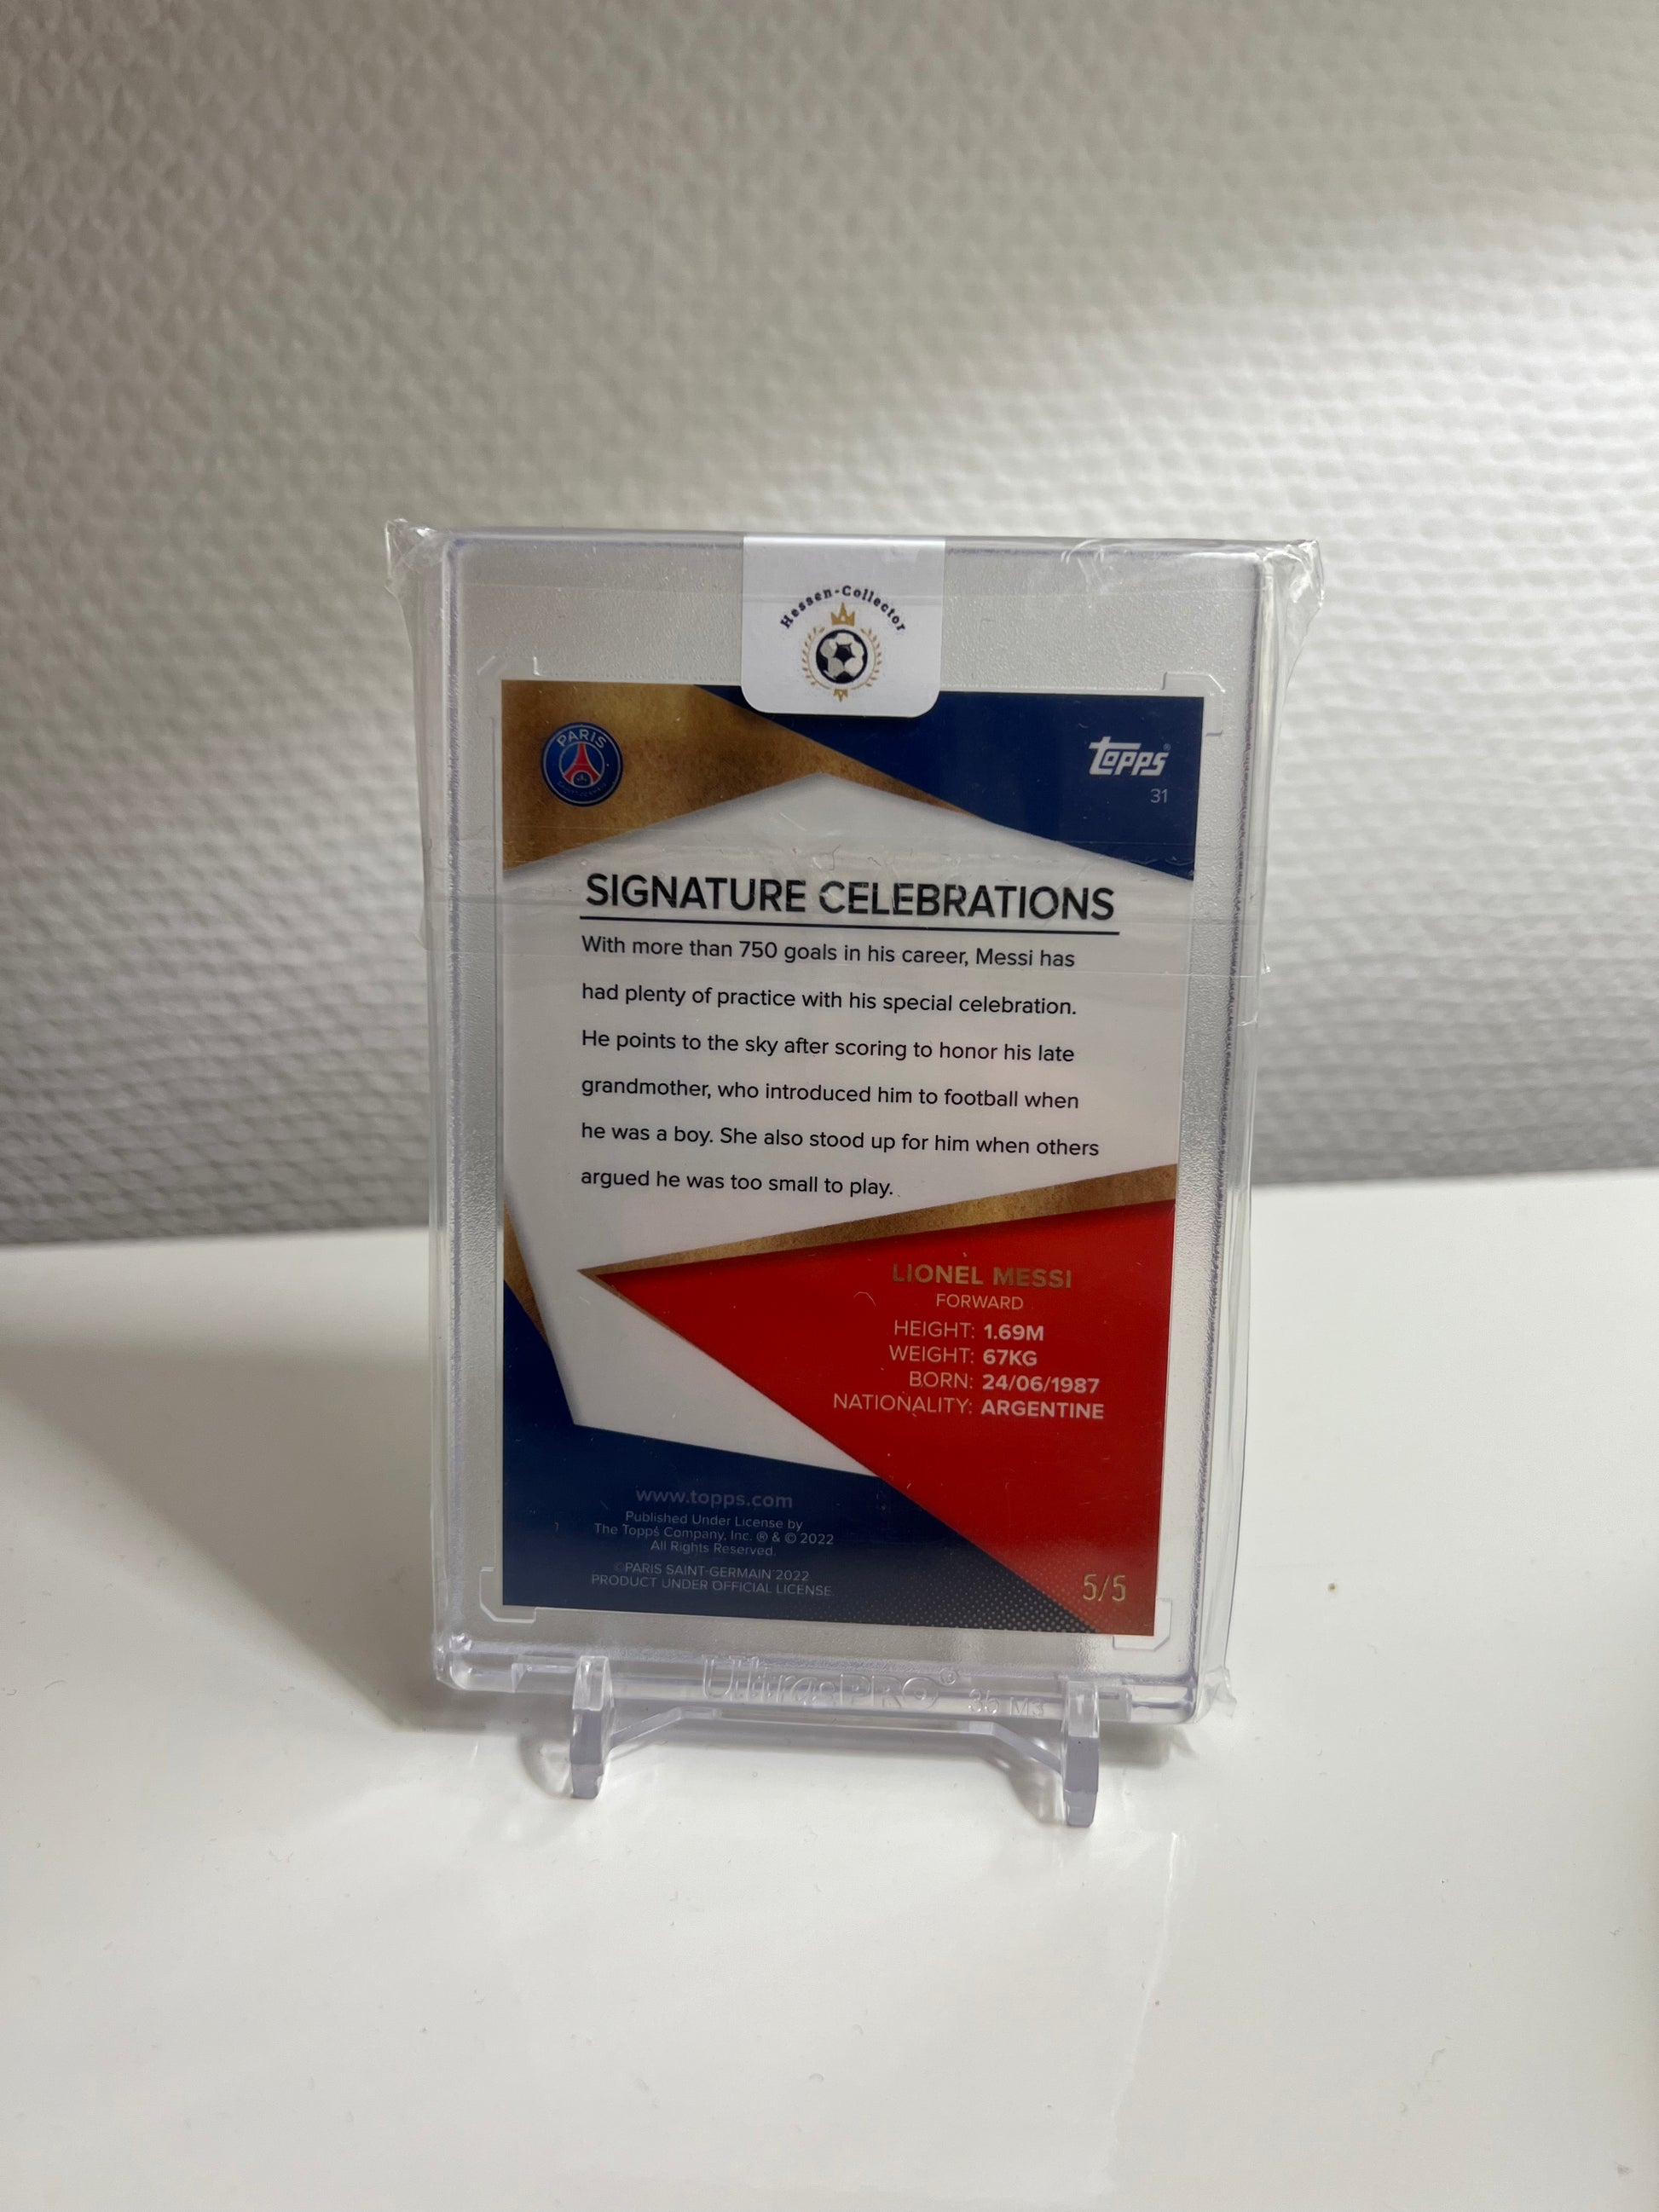 Hessen-Collector
PARIS
topps®
31
SIGNATURE CELEBRATIONS
With more than 750 goals in his career, Messi has
had plenty of practice with his special celebration.
He points to the sky after scoring to honor his late
grandmother, who introduced him to football when
he was a boy. She also stood up for him when others
argued he was too small to play.
LIONEL MESSI
FORWARD
HEIGHT: 1.69M
WEIGHT: 67KG
BORN: 24/06/1987
NATIONALITY: ARGENTINE
www.topps.com
Published Under License by
The Topps Company, Inc. ® & © 2022
All Rights Reserved.
©PARIS SAINT-GERMAIN 2022
PRODUCT UNDER OFFICIAL LICENSE
5/5
Ultra•PRO® 35 M3